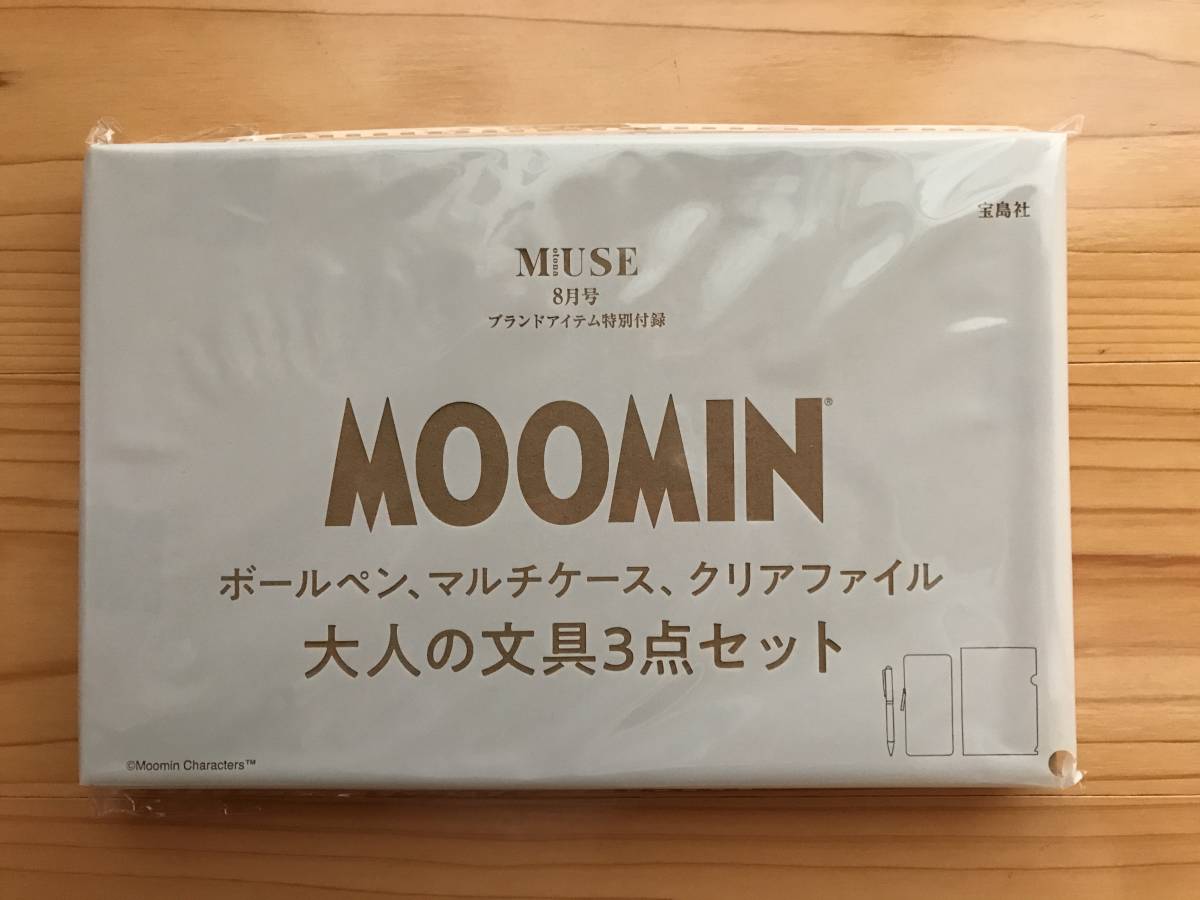 宝島社
otona MUSE
8月号
ブランドアイテム特別付録
MOOMIN®
ボールペン、マルチケース、クリアファイル
大人の文具3点セット
©Moomin Characters™